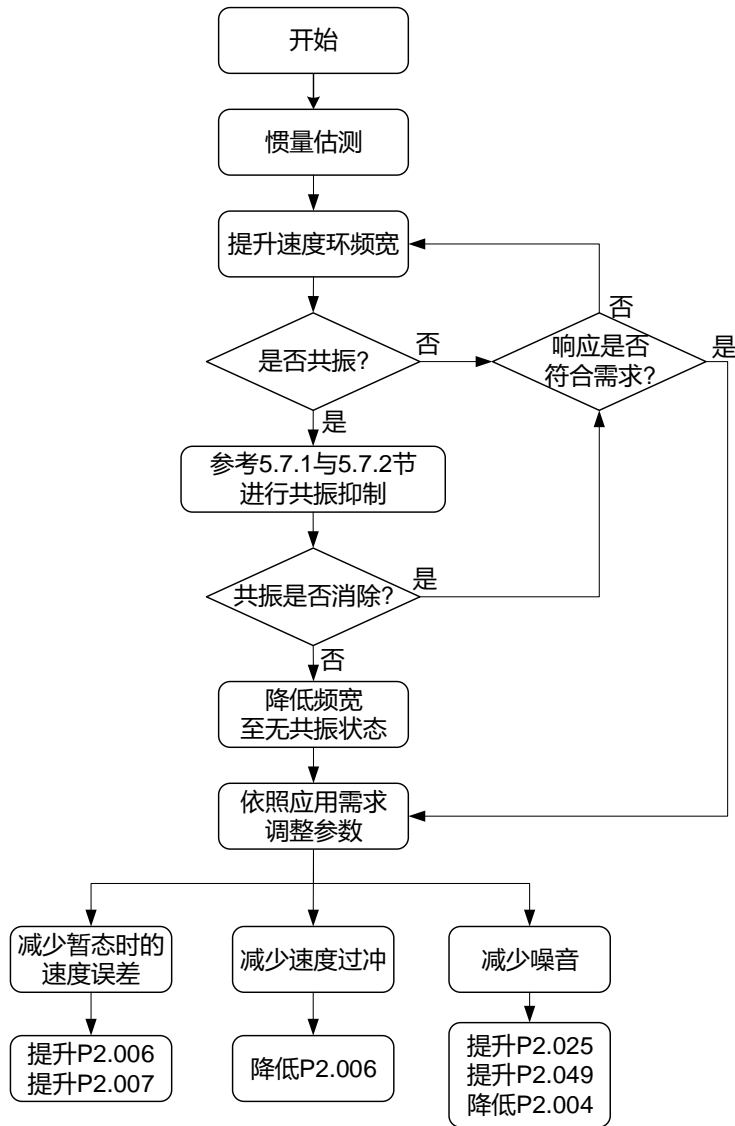 开始
惯量估测
提升速度环频宽
是否共振?
否
响应是否
符合需求?
否
是
是
参考5.7.1与5.7.2节
进行共振抑制
共振是否消除?
是
否
降低频宽
至无共振状态
依照应用需求
调整参数
减少暂态时的
速度误差
减少速度过冲
减少噪音
提升P2.006
提升P2.007
降低P2.006
提升P2.025
提升P2.049
降低P2.004